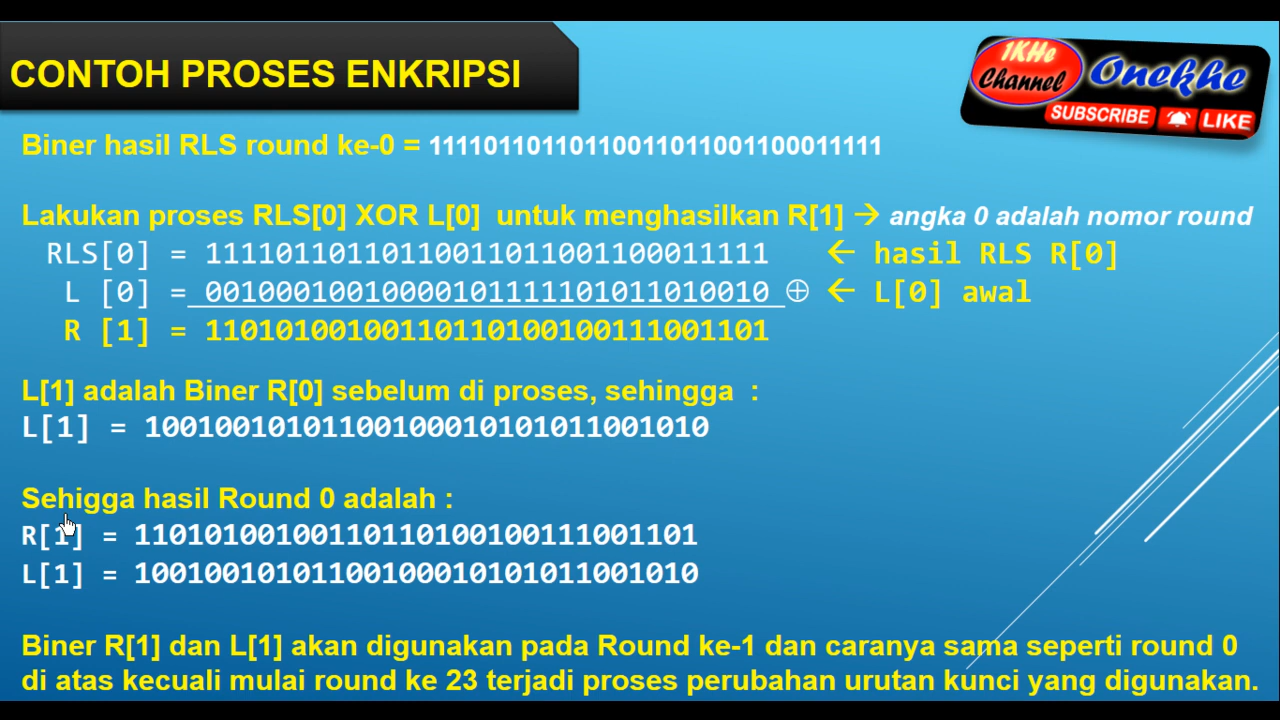 CONTOH PROSES ENKRIPSI
1KHe
Channel
Onekhe
SUBSCRIBE
LIKE
Biner hasil RLS round ke-0 = 11110110110110011011001100011111
Lakukan proses RLS[0] XOR L[0] untuk menghasilkan R[1] → angka 0 adalah nomor round
RLS[0] = 11110110110110011011001100011111 ← hasil RLS R[0]
L [0] = 00100010010000101111101011010010 ⊕ ← L[0] awal
R [1] = 11010100100110110100100111001101
L[1] adalah Biner R[0] sebelum di proses, sehingga :
L[1] = 10010010101100100010101011001010
Sehigga hasil Round 0 adalah :
R[1] = 11010100100110110100100111001101
L[1] = 10010010101100100010101011001010
Biner R[1] dan L[1] akan digunakan pada Round ke-1 dan caranya sama seperti round 0
di atas kecuali mulai round ke 23 terjadi proses perubahan urutan kunci yang digunakan.